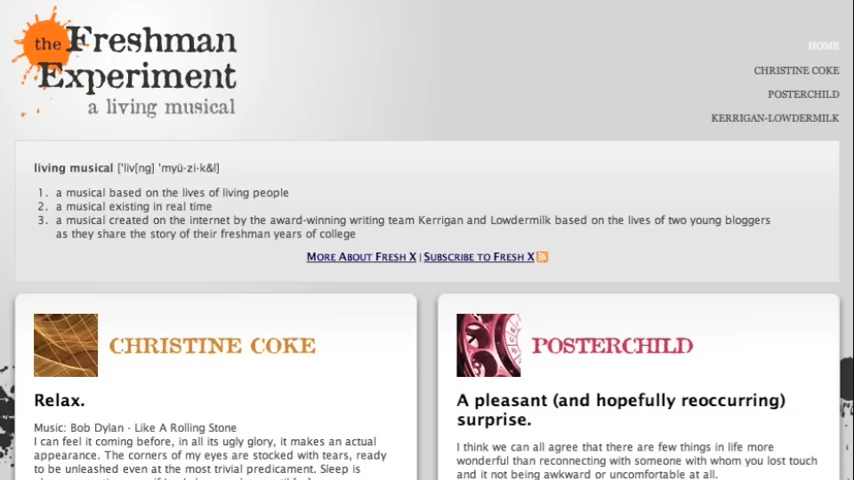 the Freshman
Experiment
a living musical
HOME
CHRISTINE COKE
POSTERCHILD
KERRIGAN-LOWDERMILK
living musical ['liv[ng] 'myü-zi-k&l]
1. a musical based on the lives of living people
2. a musical existing in real time
3. a musical created on the internet by the award-winning writing team Kerrigan and Lowdermilk based on the lives of two young bloggers
as they share the story of their freshman years of college
MORE ABOUT FRESH X | SUBSCRIBE TO FRESH X
CHRISTINE COKE
Relax.
Music: Bob Dylan - Like A Rolling Stone
I can feel it coming before, in all its ugly glory, it makes an actual
appearance. The corners of my eyes are stocked with tears, ready
to be unleashed even at the most trivial predicament. Sleep is
POSTERCHILD
A pleasant (and hopefully reoccurring)
surprise.
I think we can all agree that there are few things in life more
wonderful than reconnecting with someone with whom you lost touch
and it not being awkward or uncomfortable at all.